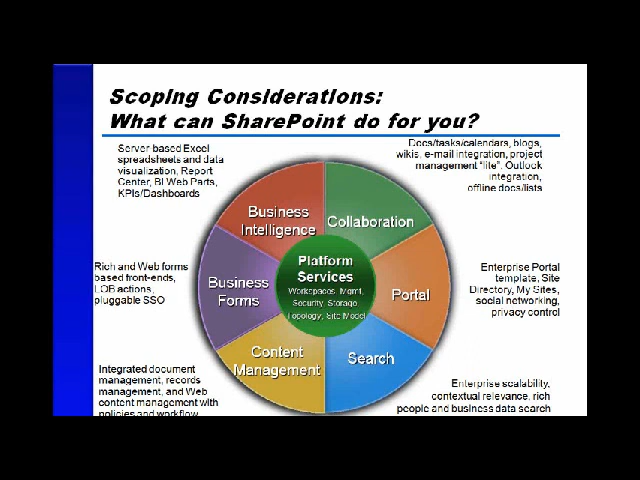 Scoping Considerations:
What can SharePoint do for you?
Server-based Excel
spreadsheets and data
visualization, Report
Center, BI Web Parts,
KPIs/Dashboards
Docs/tasks/calendars, blogs,
wikis, e-mail integration, project
management "lite", Outlook
integration,
offline docs/lists
Business
Intelligence
Collaboration
Rich and Web forms
based front-ends,
LOB actions,
pluggable SSO
Business
Forms
Platform
Services
Workspaces, Mgmt,
Security, Storage,
Topology, Site Model
Portal
Enterprise Portal
template, Site
Directory, My Sites,
social networking,
privacy control
Content
Management
Search
Integrated document
management, records
management, and Web
content management with
policies and workflow
Enterprise scalability,
contextual relevance, rich
people and business data search